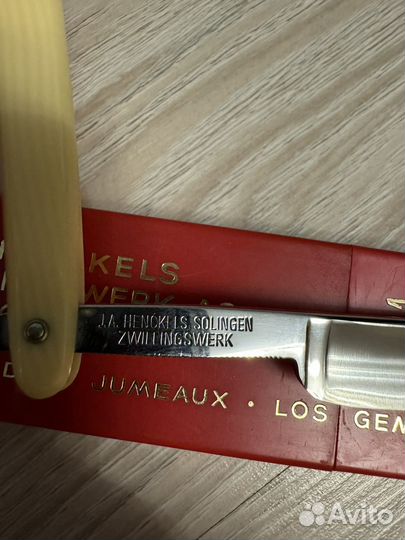 KELS
WERK
J.A. HENCKELS SOLINGEN
ZWILLINGSWERK
JUMEAUX · LOS GEM
Avito